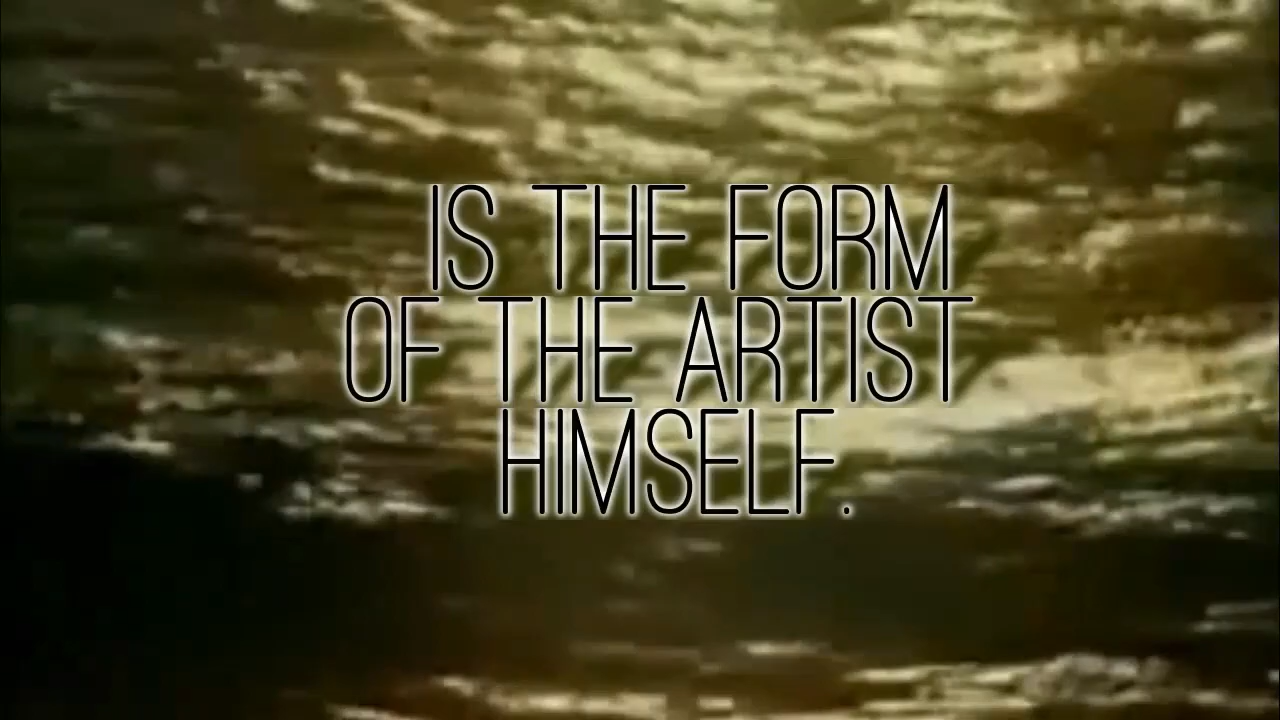 IS THE FORM
OF THE ARTIST
HIMSELF.